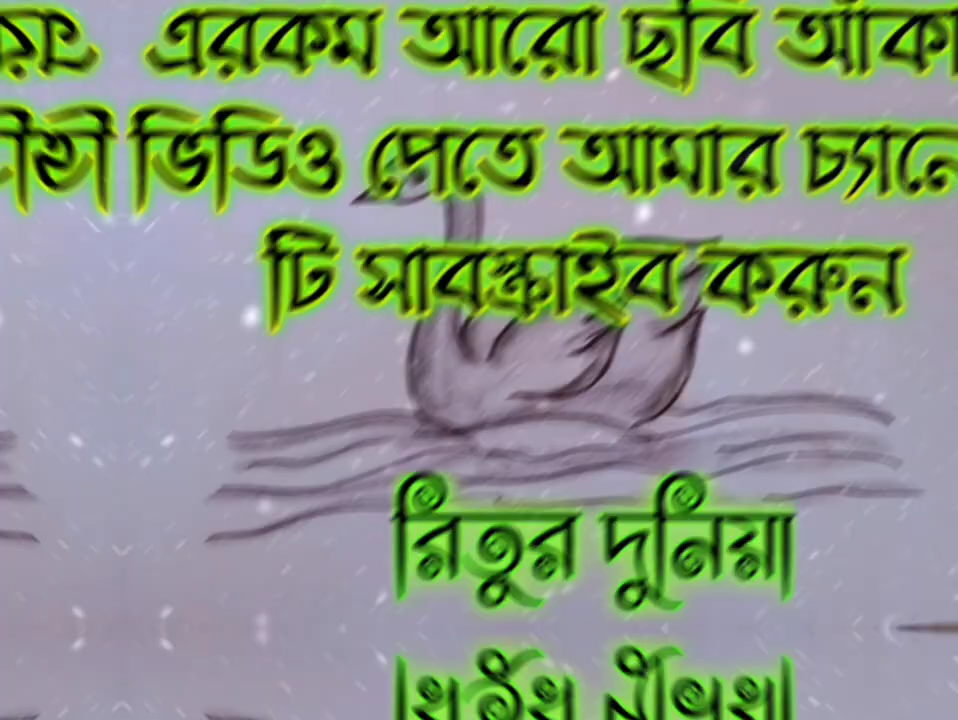 এরকম আরো ছবি আঁকা
ভিডিও পেতে আমার চ্যানে
টি সাবস্ক্রাইব করুন
রিতুর দুনিয়া